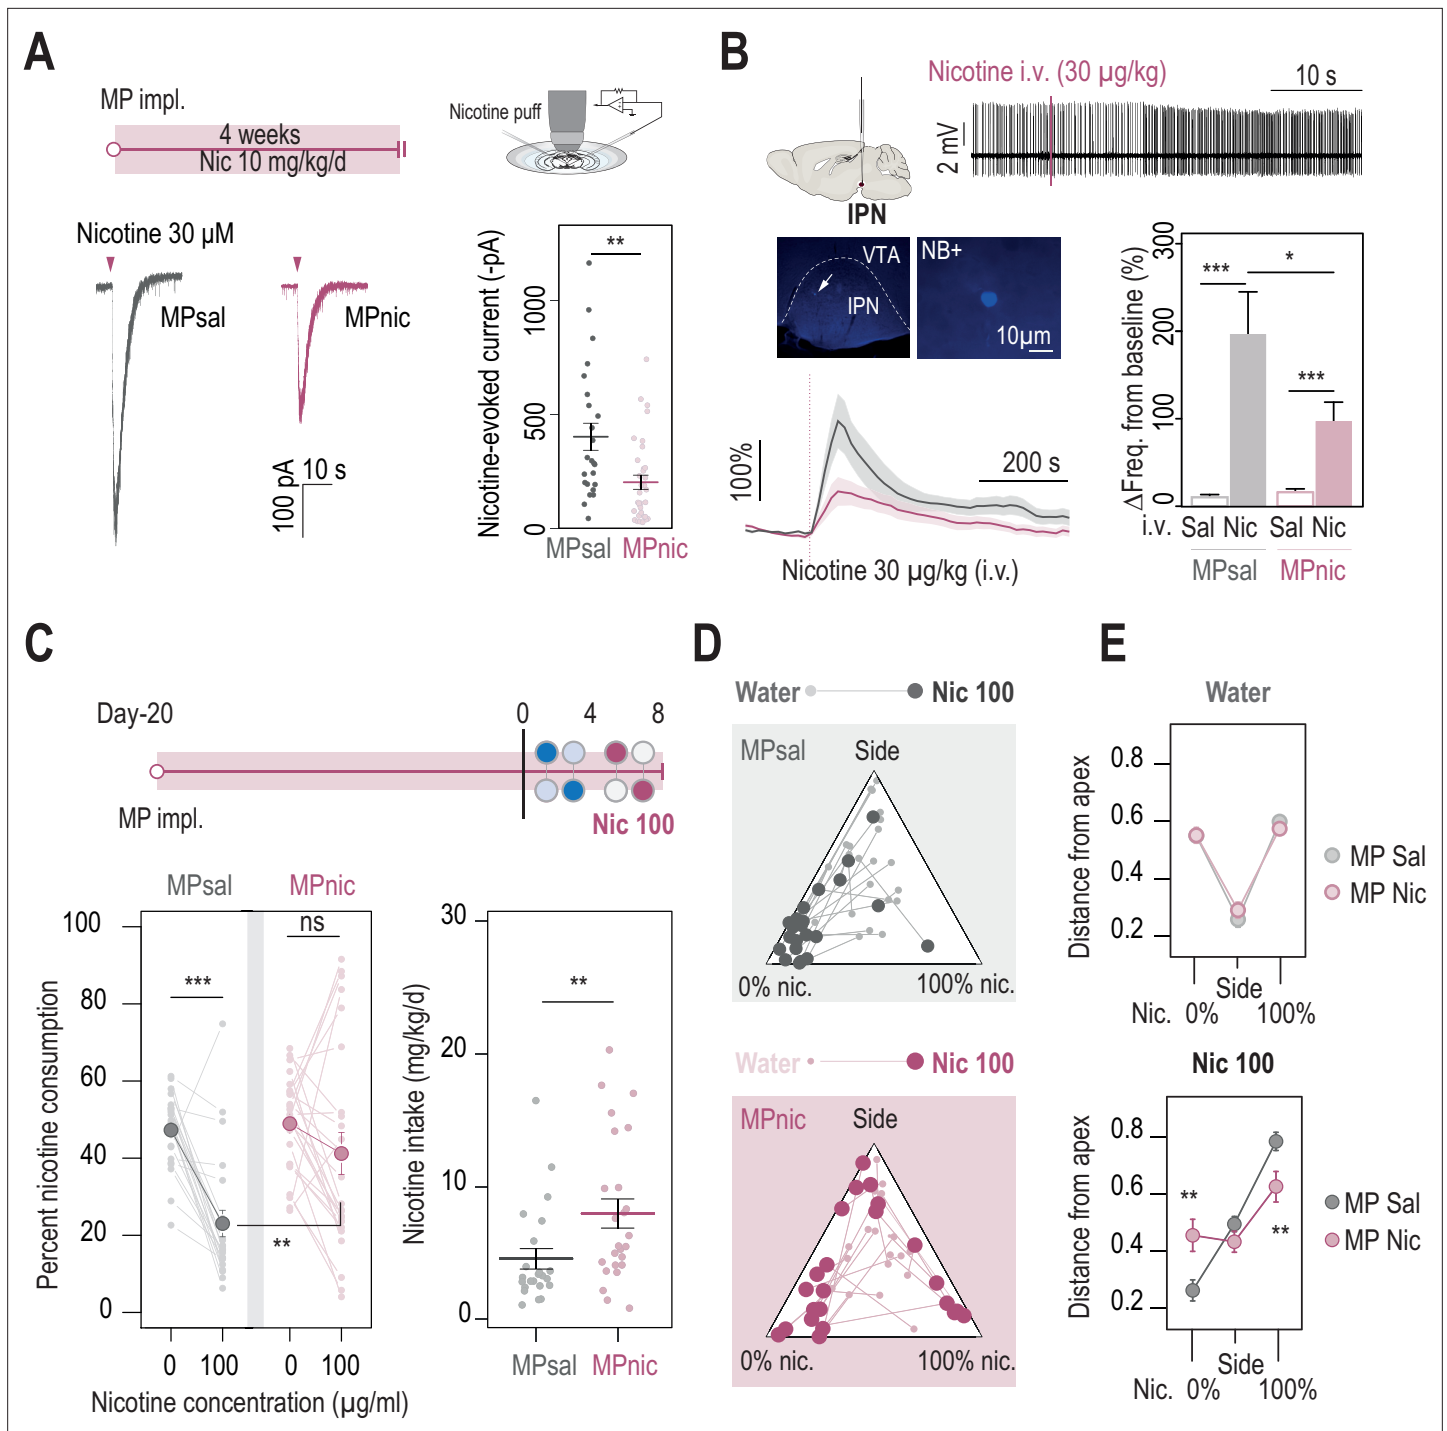 A
MP impl.
4 weeks
Nic 10 mg/kg/d
Nicotine puff
Nicotine 30 µM
MPsal
MPnic
100 pA
10 s
Nicotine-evoked current (-pA)
1000
500
0
**
MPsal MPnic
B
Nicotine i.v. (30 µg/kg)
10 s
2 mV
IPN
VTA
IPN
NB+
10µm
100%
200 s
Nicotine 30 µg/kg (i.v.)
ΔFreq. from baseline (%)
300
200
100
0
***
*
***
i.v. Sal Nic Sal Nic
MPsal MPnic
C
Day-20
0 4 8
MP impl.
Nic 100
MPsal MPnic
Percent nicotine consumption
100
80
60
40
20
0
***
ns
**
0 100 0 100
Nicotine concentration (µg/ml)
Nicotine intake (mg/kg/d)
30
20
10
0
**
MPsal MPnic
D
Water Nic 100
MPsal
Side
0% nic. 100% nic.
Water Nic 100
MPnic
Side
0% nic. 100% nic.
E
Water
Distance from apex
0.8
0.6
0.4
0.2
Side
Nic. 0% 100%
MP Sal
MP Nic
Nic 100
Distance from apex
0.8
0.6
0.4
0.2
**
**
Side
Nic. 0% 100%
MP Sal
MP Nic